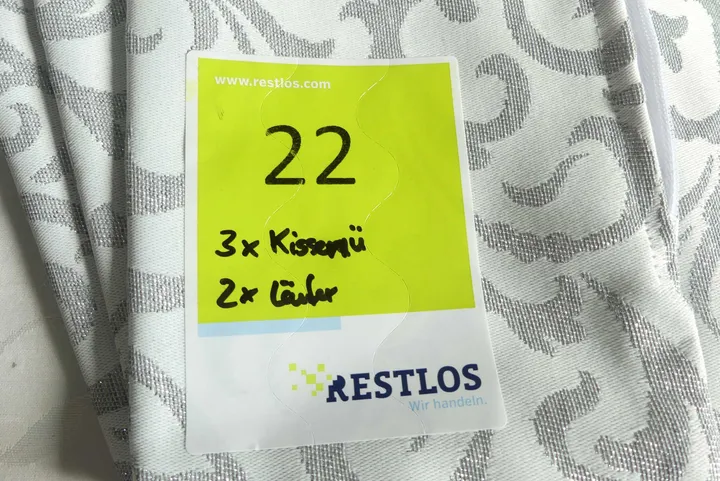 www.restlos.com
22
3x Kissenü
2x Läufer
RESTLOS
Wir handeln.